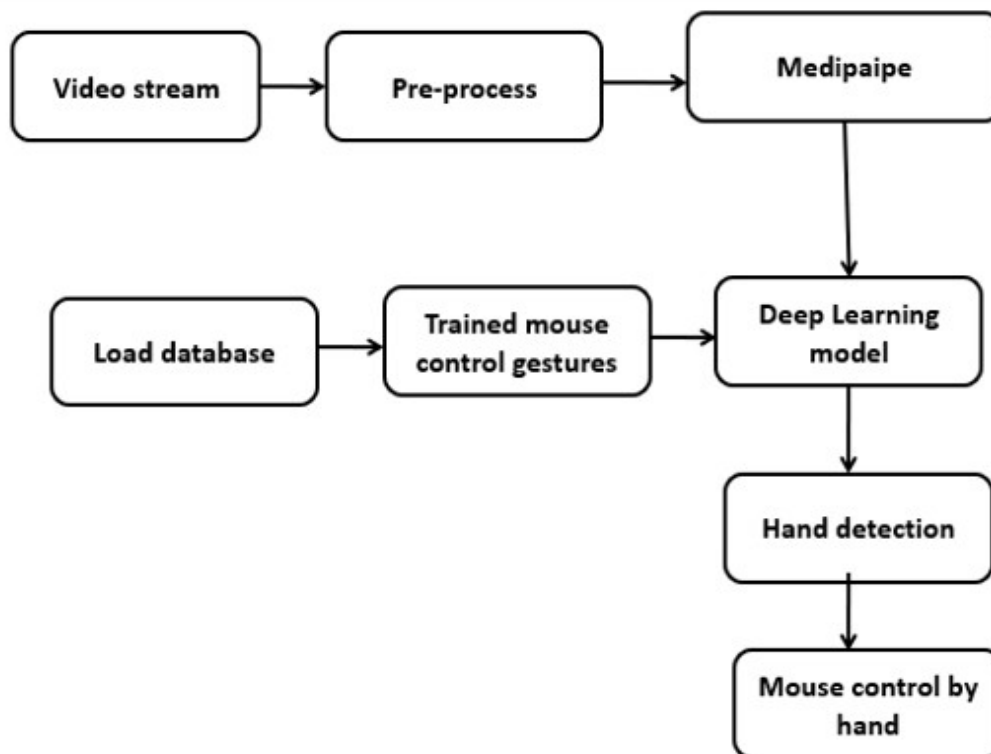 Video stream
Pre-process
Medipaipe
Load database
Trained mouse
control gestures
Deep Learning
model
Hand detection
Mouse control by
hand